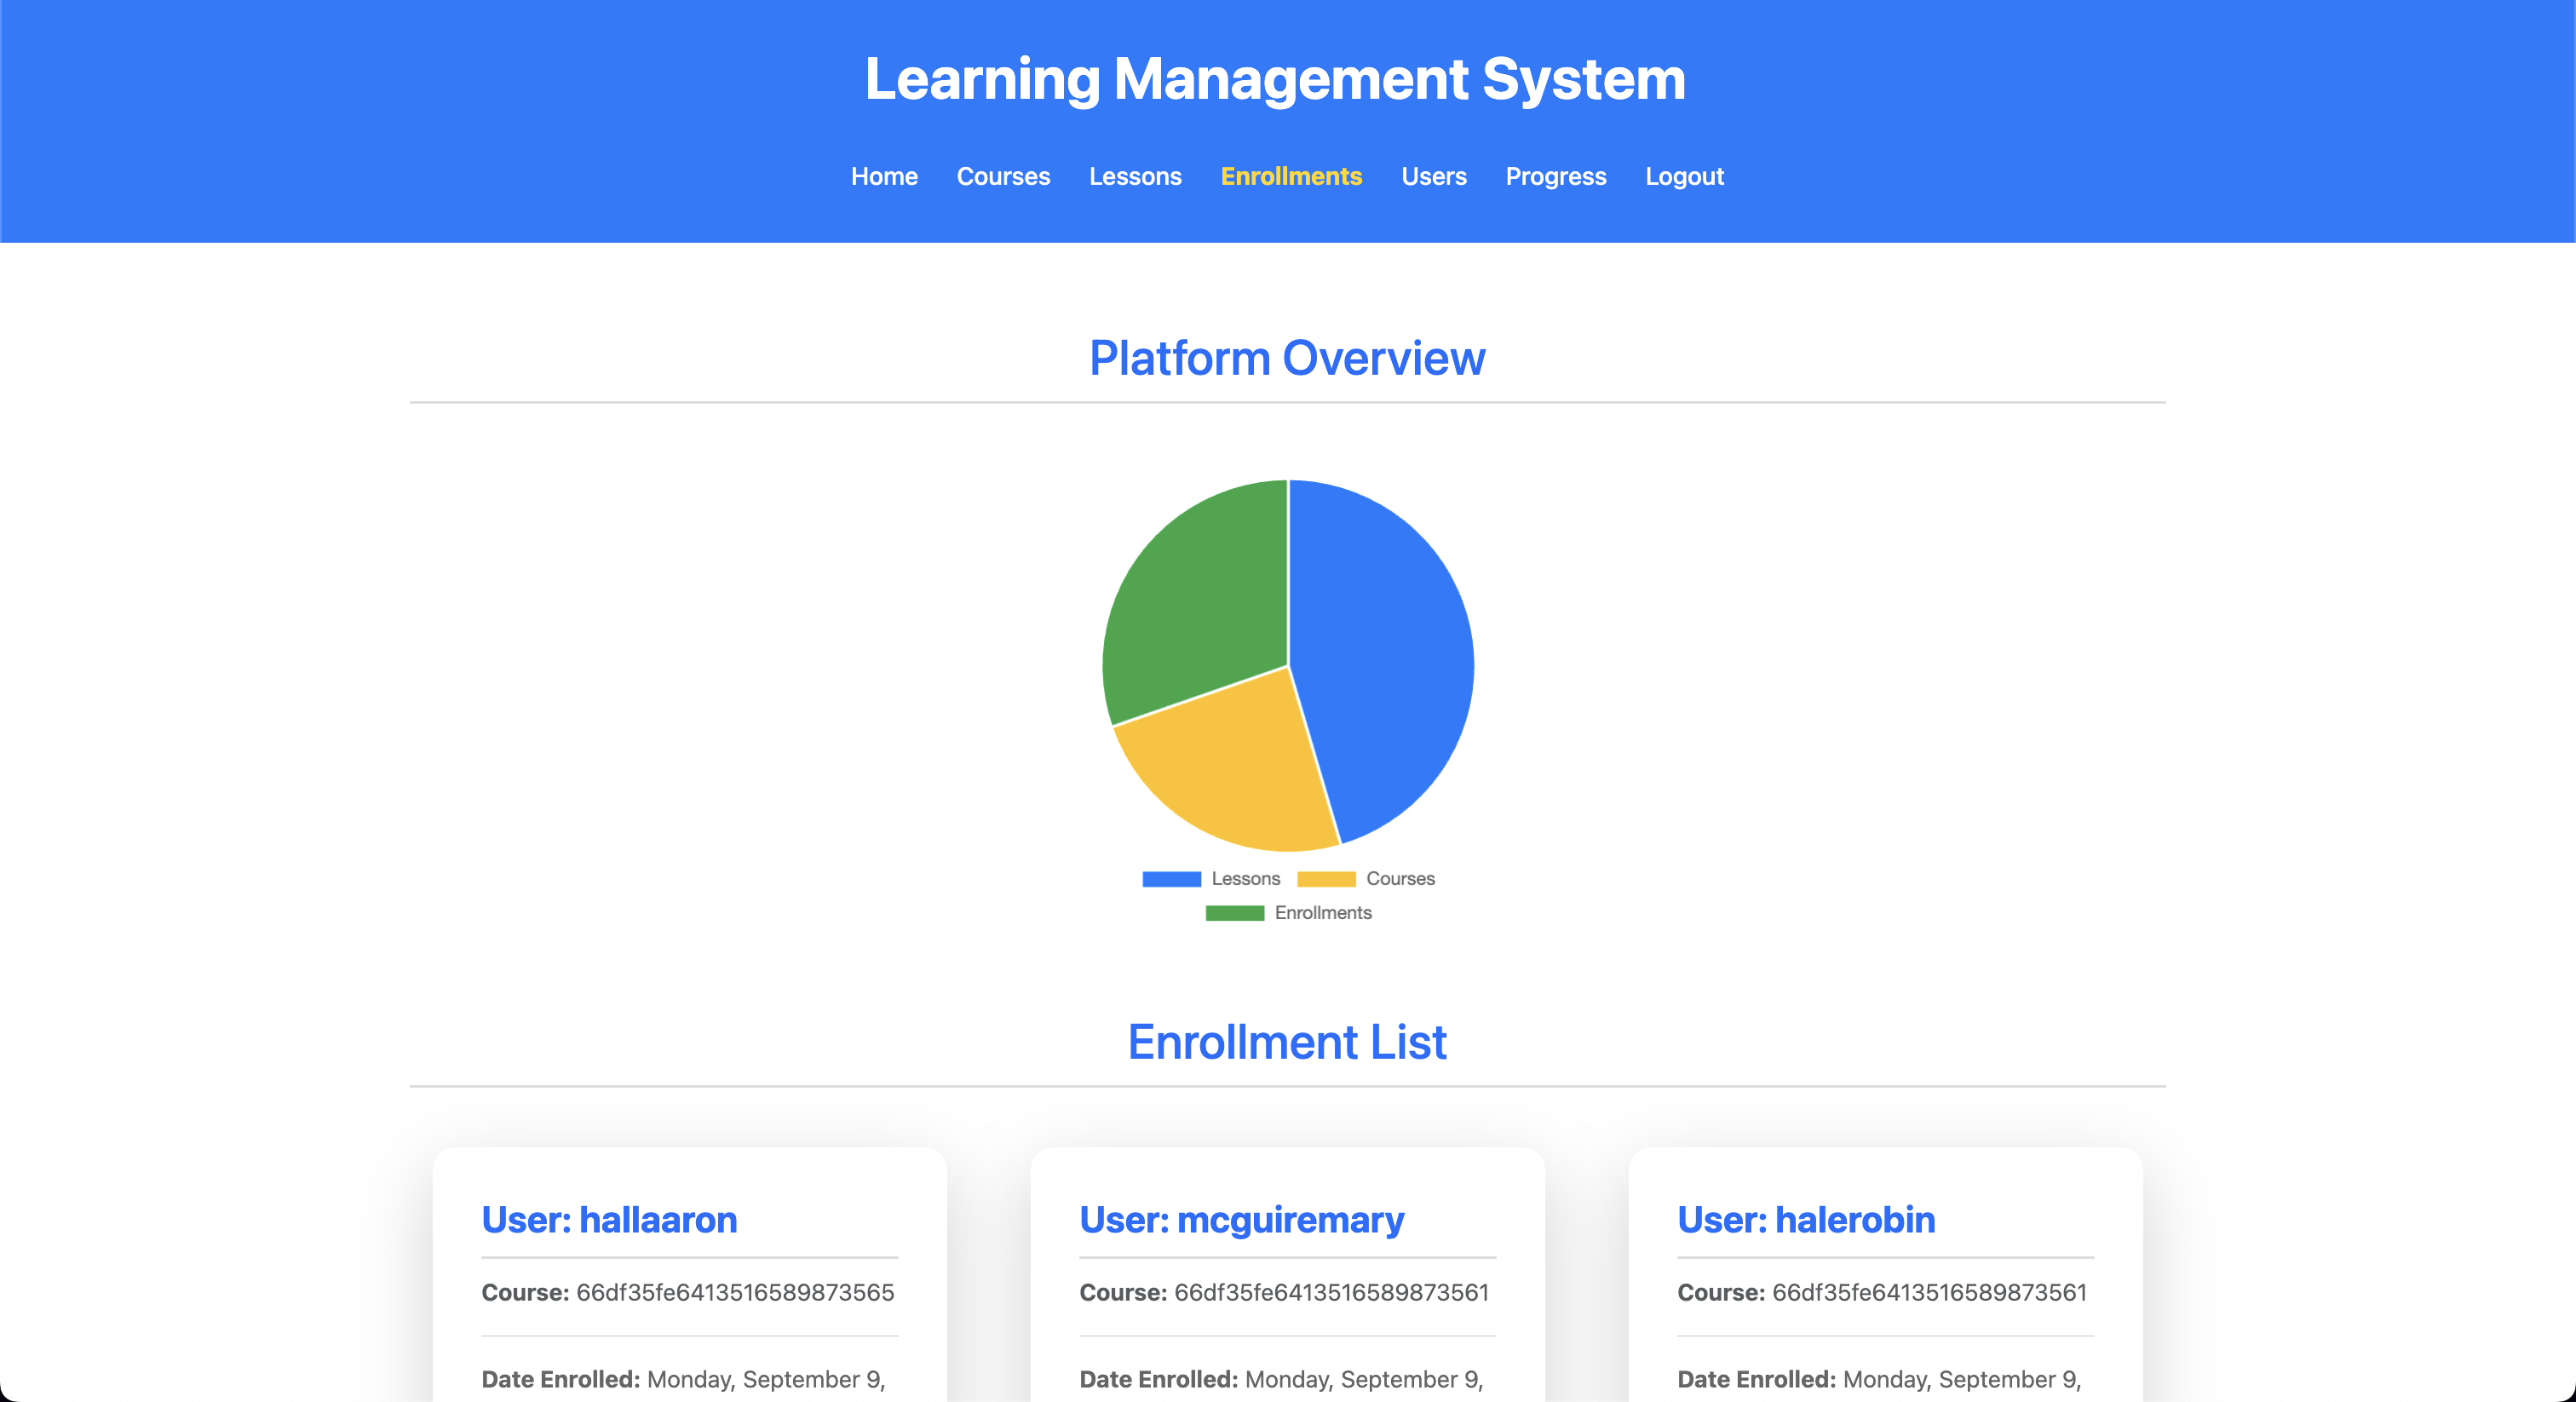 Learning Management System
Home Courses Lessons Enrollments Users Progress Logout
Platform Overview
Lessons Courses
Enrollments
Enrollment List
User: hallaaron
Course: 66df35fe6413516589873565
Date Enrolled: Monday, September 9,
User: mcguiremary
Course: 66df35fe6413516589873561
Date Enrolled: Monday, September 9,
User: halerobin
Course: 66df35fe6413516589873561
Date Enrolled: Monday, September 9,